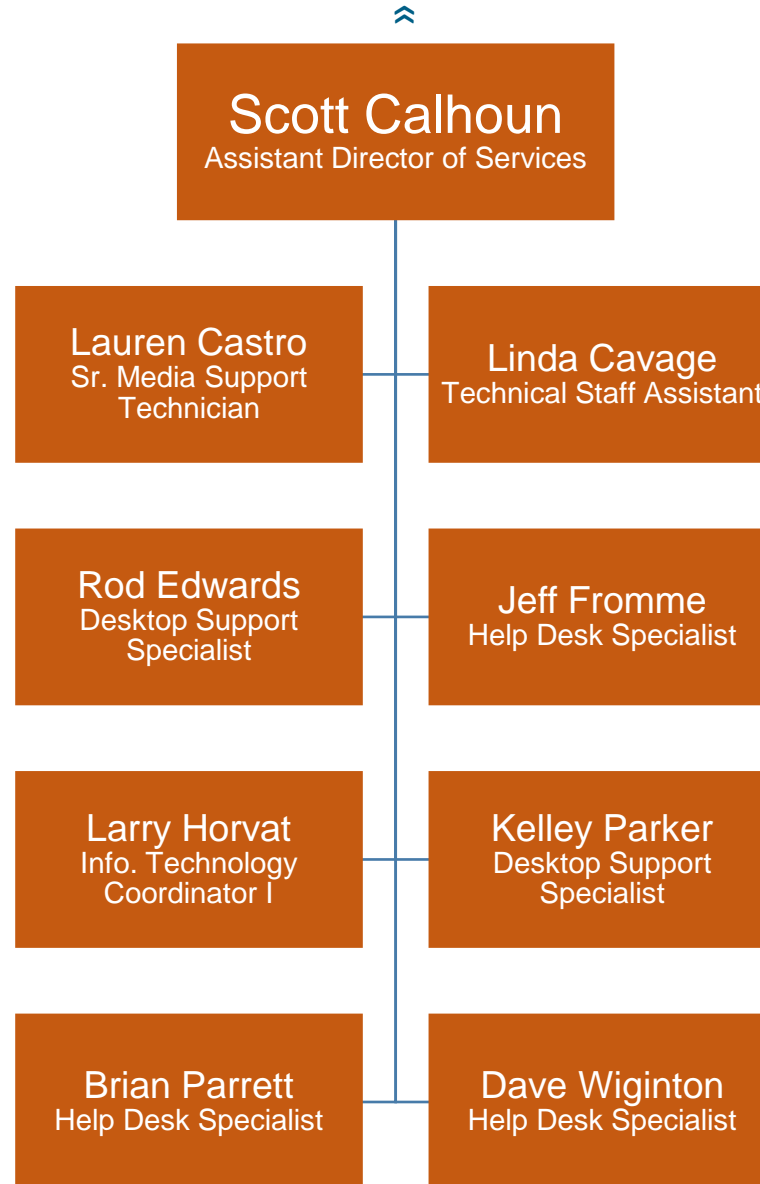 Scott Calhoun
Assistant Director of Services
Lauren Castro
Sr. Media Support
Technician
Linda Cavage
Technical Staff Assistant
Rod Edwards
Desktop Support
Specialist
Jeff Fromme
Help Desk Specialist
Larry Horvat
Info. Technology
Coordinator I
Kelley Parker
Desktop Support
Specialist
Brian Parrett
Help Desk Specialist
Dave Wiginton
Help Desk Specialist